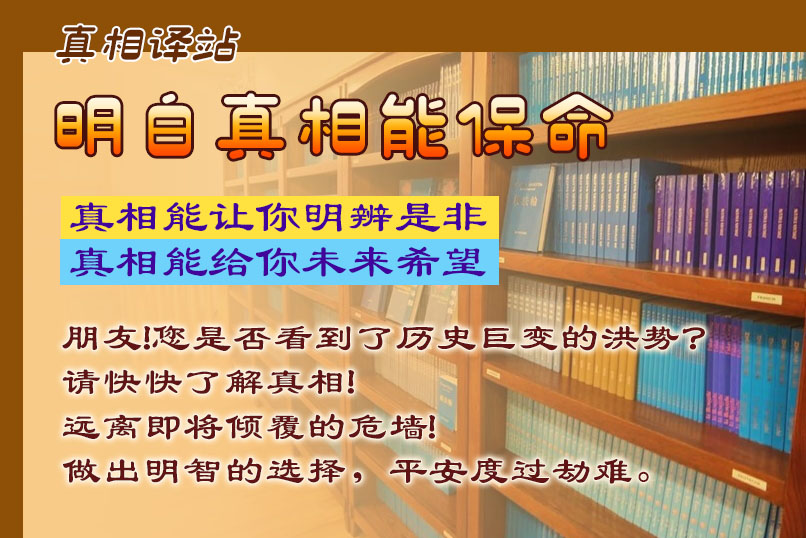 真相译站
明自真相能保命
真相能让你明辨是非
真相能给你未来希望
朋友!您是否看到了历史巨变的洪势?
请快快了解真相!
远离即将倾覆的危墙!
做出明智的选择，平安度过劫难。